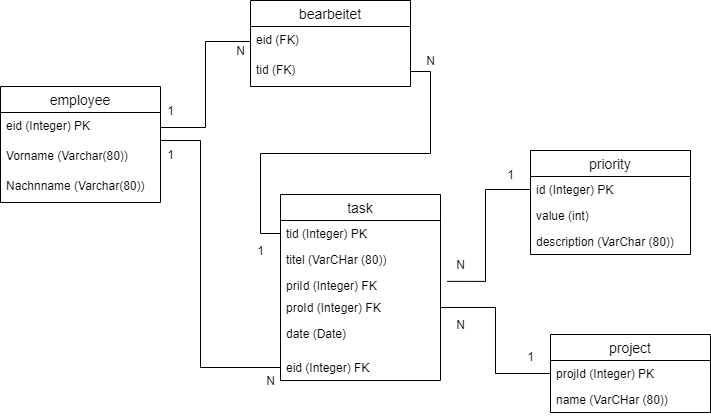 bearbeitet
eid (FK)
tid (FK)
N
N
employee
eid (Integer) PK
Vorname (Varchar(80))
Nachnname (Varchar(80))
1
1
task
tid (Integer) PK
titel (VarCHar (80))
priId (Integer) FK
proId (Integer) FK
date (Date)
eid (Integer) FK
1
N
N
N
priority
id (Integer) PK
value (int)
description (VarChar (80))
1
project
projId (Integer) PK
name (VarCHar (80))
1